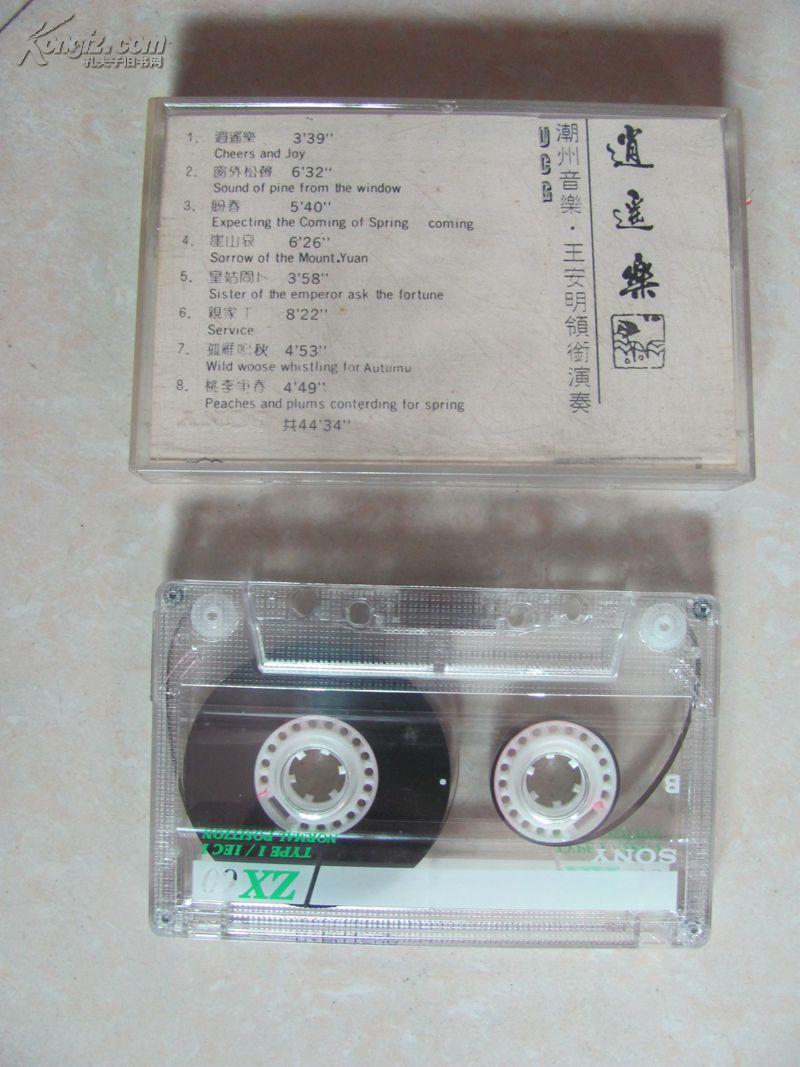 Kongfz.com
孔夫子旧书网
1. 逍遙樂 3'39''
Cheers and Joy
2. 窗外松聲 6'32''
Sound of pine from the window
3. 盼春 5'40''
Expecting the Coming of Spring coming
4. 崖山哀 6'26''
Sorrow of the Mount.Yuan
5. 皇姑問卜 3'58''
Sister of the emperor ask the fortune
6. 親家 8'22''
Service
7. 孤雁 秋 4'53''
Wild woose whistling for Autumu
8. 桃李爭春 4'49''
Peaches and plums conterding for spring
共44'34''
UCG
潮州音樂·王安明領銜演奏
逍遥樂
B
SONY
TYPE I / IEC I
NORMAL POSITION
ZX 60